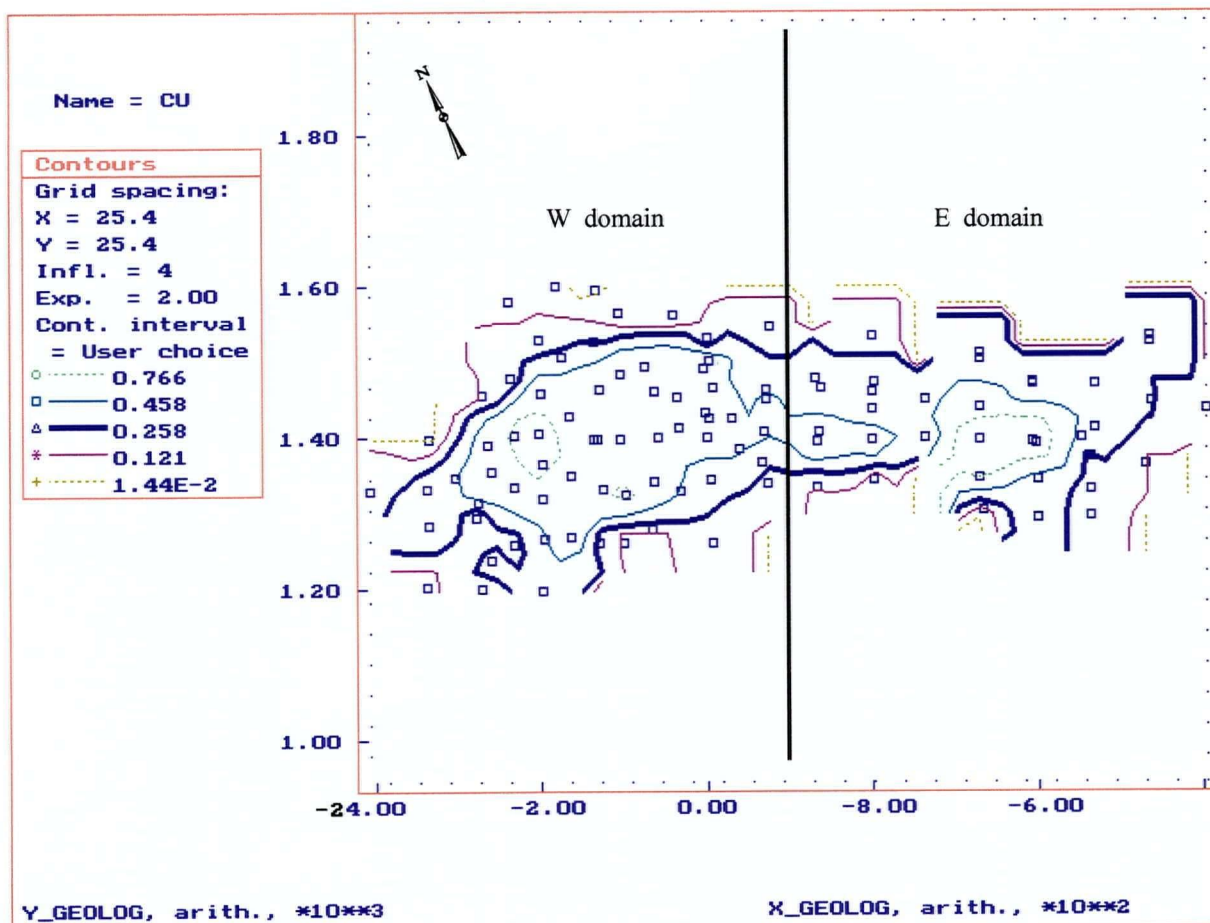 N
Name = CU
1.80
Contours
Grid spacing:
X = 25.4
Y = 25.4
Infl. = 4
Exp. = 2.00
Cont. interval
= User choice
0.766
0.458
0.258
0.121
1.44E-2
W domain
E domain
1.60
1.40
1.20
1.00
-24.00
-2.00
0.00
-8.00
-6.00
Y_GEOLOG, arith., *10**3
X_GEOLOG, arith., *10**2